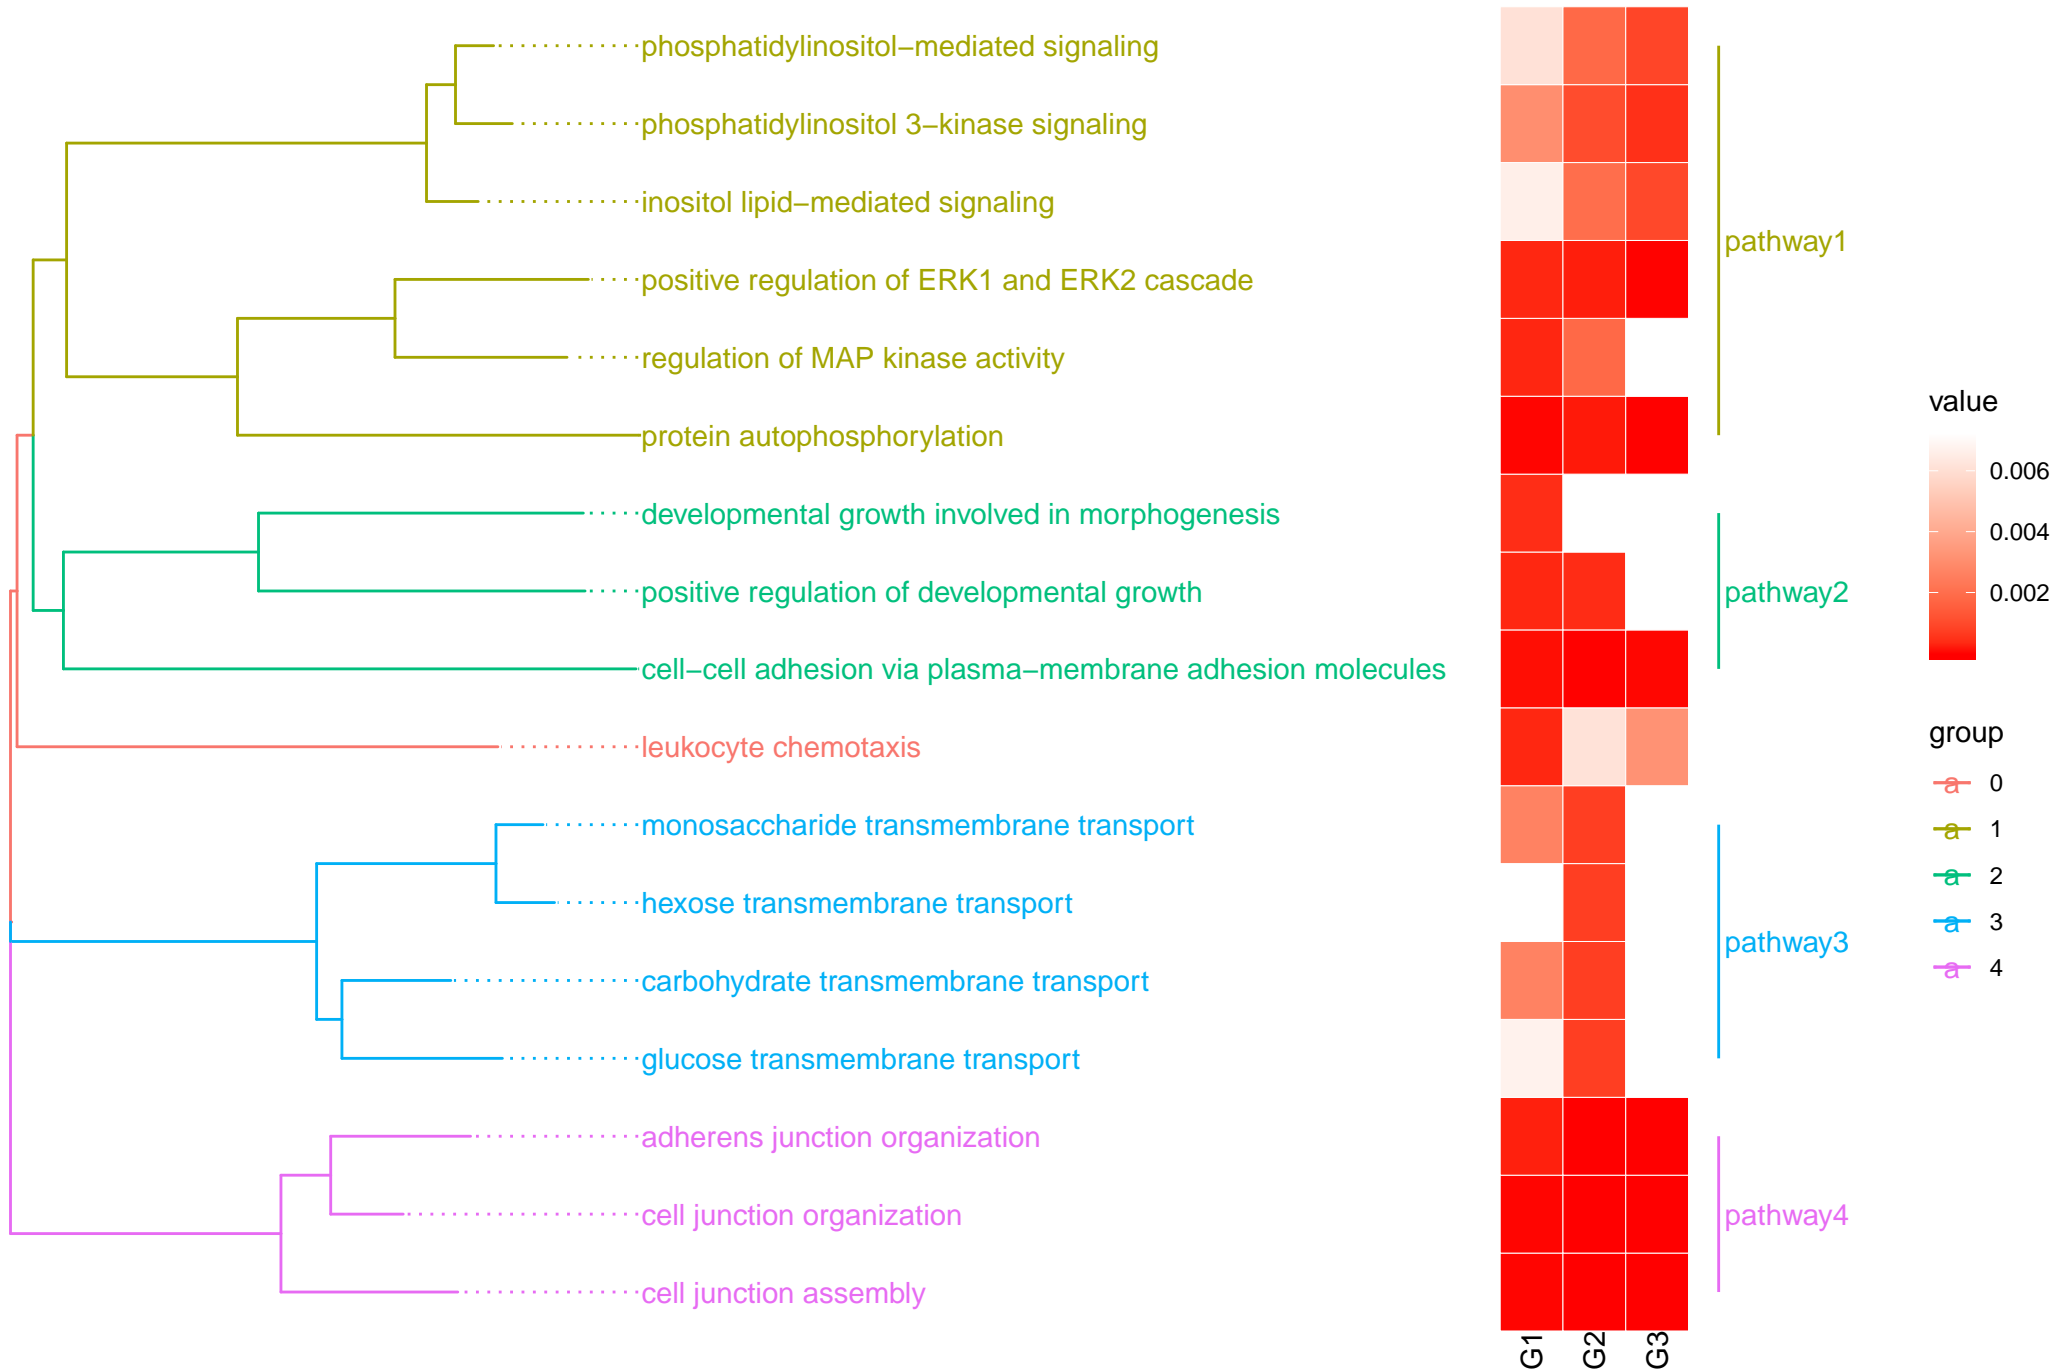 phosphatidylinositol−mediated signaling
phosphatidylinositol 3−kinase signaling
inositol lipid−mediated signaling
positive regulation of ERK1 and ERK2 cascade
regulation of MAP kinase activity
protein autophosphorylation
developmental growth involved in morphogenesis
positive regulation of developmental growth
cell−cell adhesion via plasma−membrane adhesion molecules
leukocyte chemotaxis
monosaccharide transmembrane transport
hexose transmembrane transport
carbohydrate transmembrane transport
glucose transmembrane transport
adherens junction organization
cell junction organization
cell junction assembly
G1
G2
G3
pathway1
pathway2
pathway3
pathway4
value
0.006
0.004
0.002
group
a 0
a 1
a 2
a 3
a 4